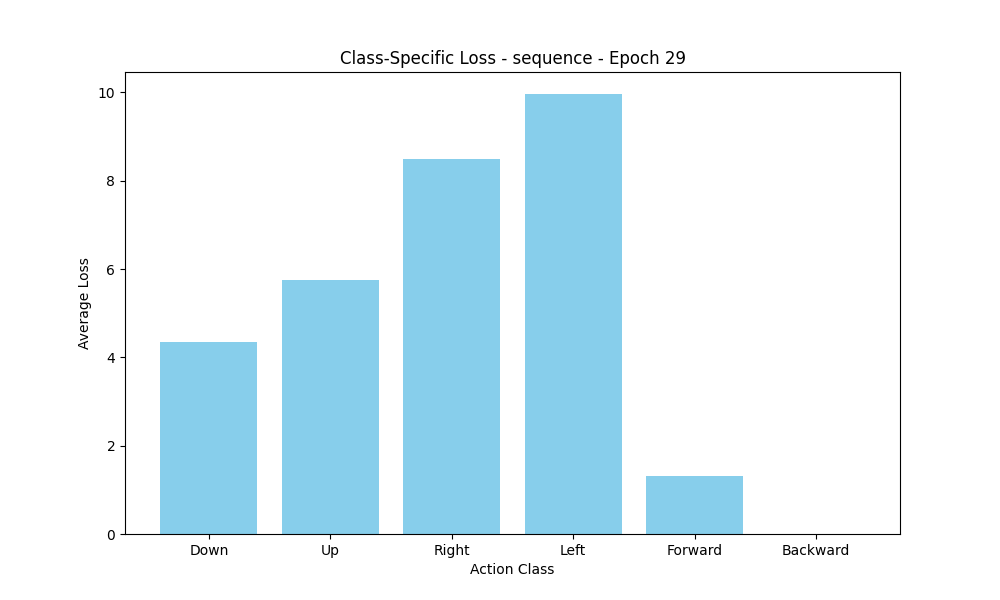 Class-Specific Loss - sequence - Epoch 29
Average Loss
10
8
6
4
2
0
Down Up Right Left Forward Backward
Action Class